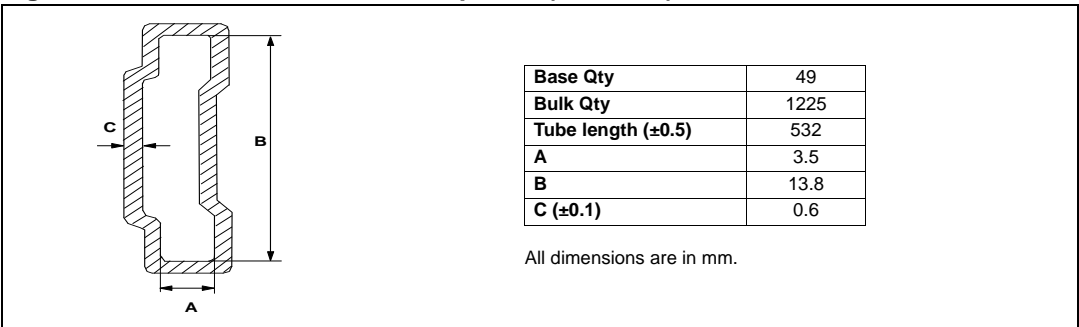 C
B
A
Base Qty 49
Bulk Qty 1225
Tube length (±0.5) 532
A 3.5
B 13.8
C (±0.1) 0.6
All dimensions are in mm.